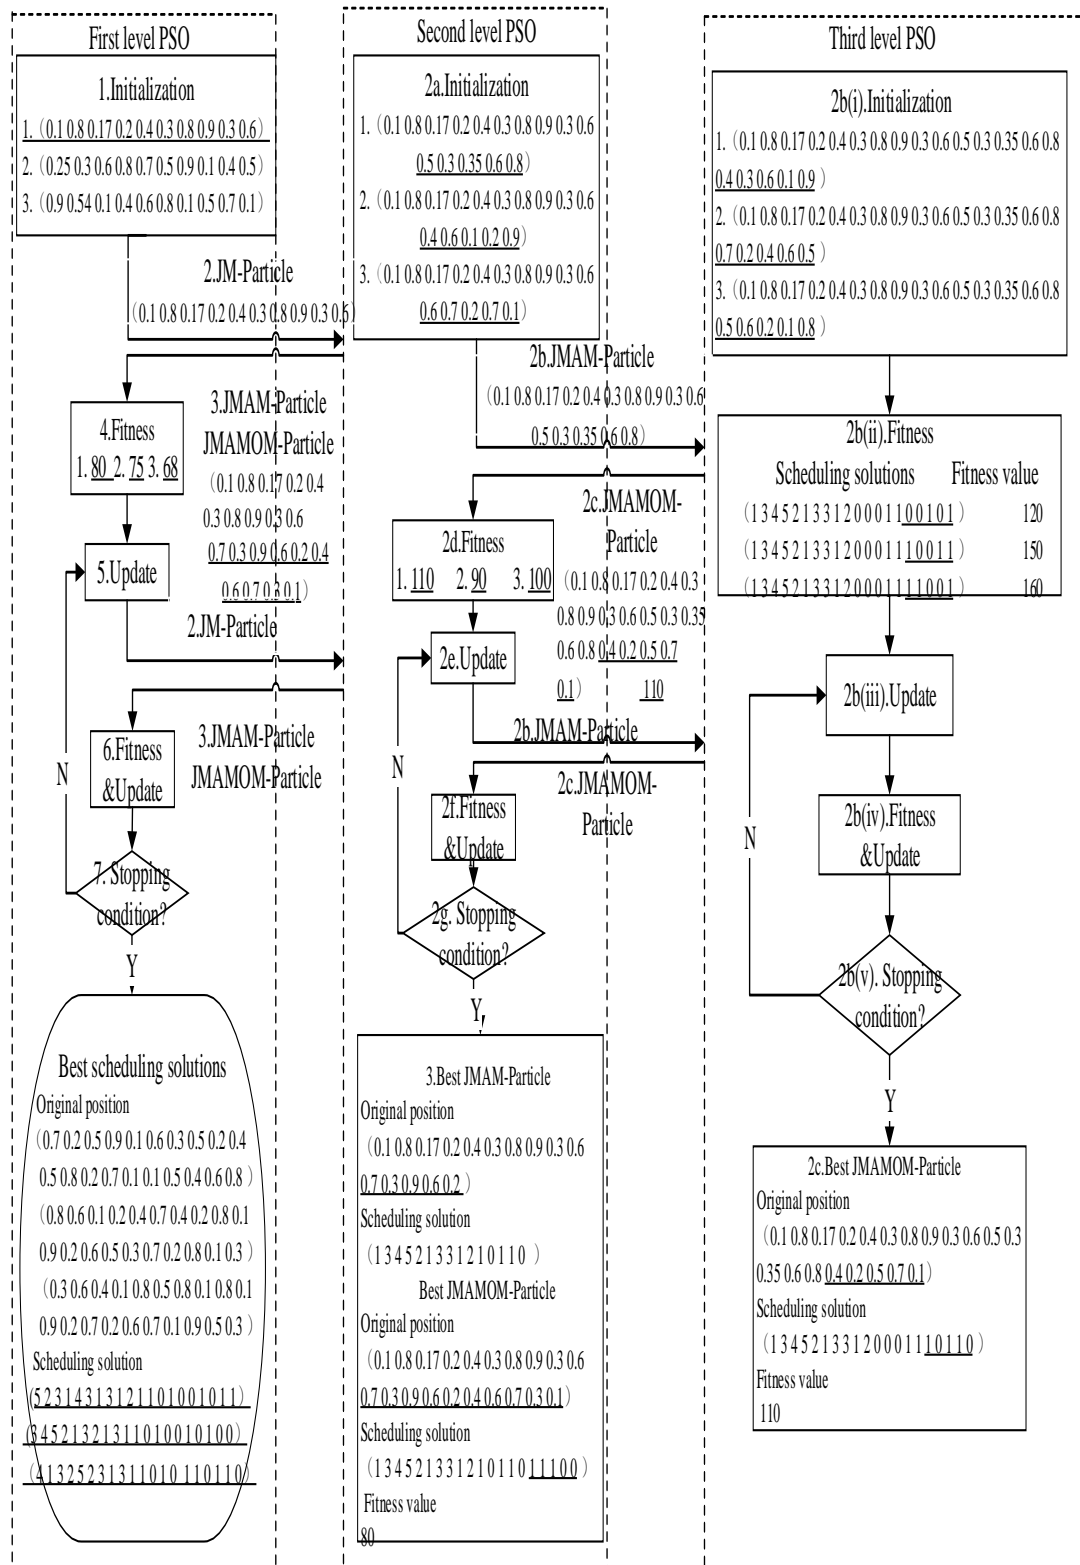 First level PSO
1.Initialization
1. (0.1 0.8 0.17 0.2 0.4 0.3 0.8 0.9 0.3 0.6)
2. (0.25 0.3 0.6 0.8 0.7 0.5 0.9 0.1 0.4 0.5)
3. (0.9 0.54 0.1 0.4 0.6 0.8 0.1 0.5 0.7 0.1)
2.JM-Particle
(0.1 0.8 0.17 0.2 0.4 0.3 0.8 0.9 0.3 0.6)
3.JMAM-Particle
JMAMOM-Particle
(0.1 0.8 0.17 0.2 0.4
0.3 0.8 0.9 0.3 0.6
0.7 0.3 0.9 0.6 0.2 0.4
0.6 0.7 0.3 0.1)
4.Fitness
1. 80 2. 75 3. 68
5.Update
2.JM-Particle
6.Fitness
&Update
3.JMAM-Particle
JMAMOM-Particle
N
7. Stopping
condition?
Y
Best scheduling solutions
Original position
(0.7 0.2 0.5 0.9 0.1 0.6 0.3 0.5 0.2 0.4
0.5 0.8 0.2 0.7 0.1 0.1 0.5 0.4 0.6 0.8 )
(0.8 0.6 0.1 0.2 0.4 0.7 0.4 0.2 0.8 0.1
0.9 0.2 0.6 0.5 0.3 0.7 0.2 0.8 0.1 0.3 )
(0.3 0.6 0.4 0.1 0.8 0.5 0.8 0.1 0.8 0.1
0.9 0.2 0.7 0.2 0.6 0.7 0.1 0.9 0.5 0.3 )
Scheduling solution
(5 2 3 1 4 3 1 3 1 2 1 1 0 1 0 0 1 0 1 1)
(3 4 5 2 1 3 2 1 3 1 1 0 1 0 0 1 0 1 0 0)
(4 1 3 2 5 2 3 1 3 1 1 0 1 0 1 1 0 1 1 0)
Second level PSO
2a.Initialization
1. (0.1 0.8 0.17 0.2 0.4 0.3 0.8 0.9 0.3 0.6
0.5 0.3 0.35 0.6 0.8)
2. (0.1 0.8 0.17 0.2 0.4 0.3 0.8 0.9 0.3 0.6
0.4 0.6 0.1 0.2 0.9)
3. (0.1 0.8 0.17 0.2 0.4 0.3 0.8 0.9 0.3 0.6
0.6 0.7 0.2 0.7 0.1)
2b.JMAM-Particle
(0.1 0.8 0.17 0.2 0.4 0.3 0.8 0.9 0.3 0.6
0.5 0.3 0.35 0.6 0.8)
2c.JMAMOM-
Particle
(0.1 0.8 0.17 0.2 0.4 0.3
0.8 0.9 0.3 0.6 0.5 0.3 0.35
0.6 0.8 0.4 0.2 0.5 0.7
0.1) 110
2d.Fitness
1. 110 2. 90 3. 100
2e.Update
2b.JMAM-Particle
2c.JMAMOM-
Particle
2f.Fitness
&Update
N
2g. Stopping
condition?
Y
3.Best JMAM-Particle
Original position
(0.1 0.8 0.17 0.2 0.4 0.3 0.8 0.9 0.3 0.6
0.7 0.3 0.9 0.6 0.2 )
Scheduling solution
(1 3 4 5 2 1 3 3 1 2 1 0 1 1 0 )
Best JMAMOM-Particle
Original position
(0.1 0.8 0.17 0.2 0.4 0.3 0.8 0.9 0.3 0.6
0.7 0.3 0.9 0.6 0.2 0.4 0.6 0.7 0.3 0.1)
Scheduling solution
(1 3 4 5 2 1 3 3 1 2 1 0 1 1 0 1 1 1 0 0 )
Fitness value
80
Third level PSO
2b(i).Initialization
1. (0.1 0.8 0.17 0.2 0.4 0.3 0.8 0.9 0.3 0.6 0.5 0.3 0.35 0.6 0.8
0.4 0.3 0.6 0.1 0.9 )
2. (0.1 0.8 0.17 0.2 0.4 0.3 0.8 0.9 0.3 0.6 0.5 0.3 0.35 0.6 0.8
0.7 0.2 0.4 0.6 0.5 )
3. (0.1 0.8 0.17 0.2 0.4 0.3 0.8 0.9 0.3 0.6 0.5 0.3 0.35 0.6 0.8
0.5 0.6 0.2 0.1 0.8 )
2b(ii).Fitness
Scheduling solutions Fitness value
(1 3 4 5 2 1 3 3 1 2 0 0 0 1 1 0 0 1 0 1 ) 120
(1 3 4 5 2 1 3 3 1 2 0 0 0 1 1 1 0 0 1 1 ) 150
(1 3 4 5 2 1 3 3 1 2 0 0 0 1 1 1 1 0 0 1 ) 160
2b(iii).Update
2b(iv).Fitness
&Update
N
2b(v). Stopping
condition?
Y
2c.Best JMAMOM-Particle
Original position
(0.1 0.8 0.17 0.2 0.4 0.3 0.8 0.9 0.3 0.6 0.5 0.3
0.35 0.6 0.8 0.4 0.2 0.5 0.7 0.1)
Scheduling solution
(1 3 4 5 2 1 3 3 1 2 0 0 0 1 1 1 0 1 1 0 )
Fitness value
110